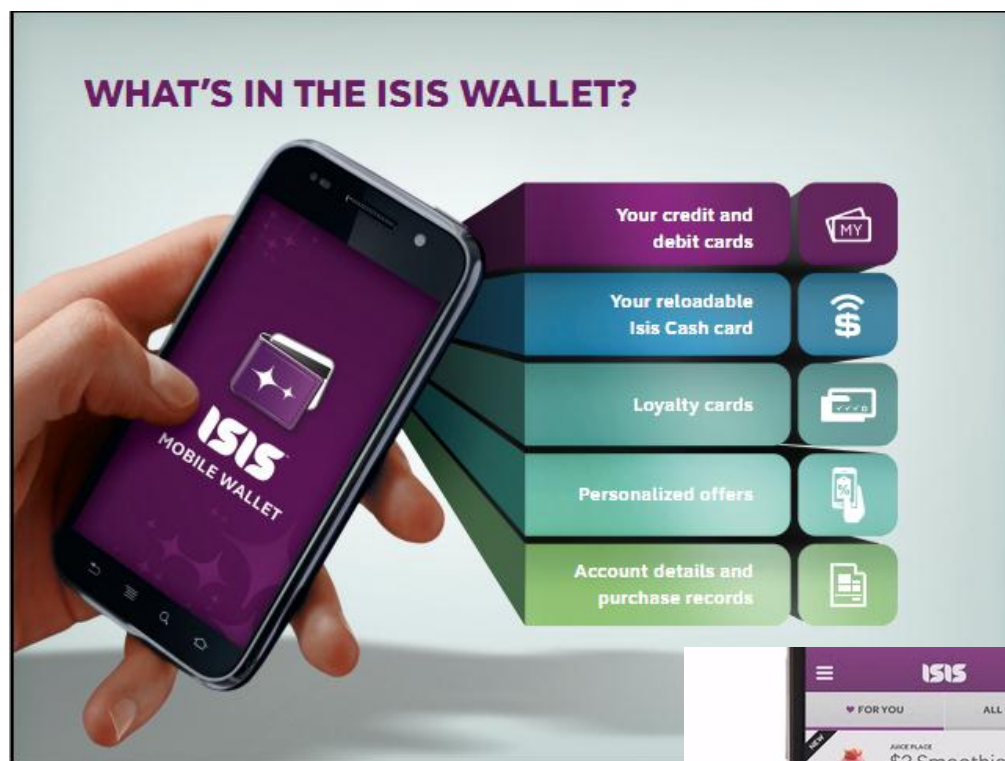 WHAT'S IN THE ISIS WALLET?
Your credit and
debit cards
MY
Your reloadable
Isis Cash card
$
Loyalty cards
Personalized offers
%
Account details and
purchase records
ISIS
MOBILE WALLET
ISIS
FOR YOU
ALL
NEW
JUICE PLACE
$2 Smoothie